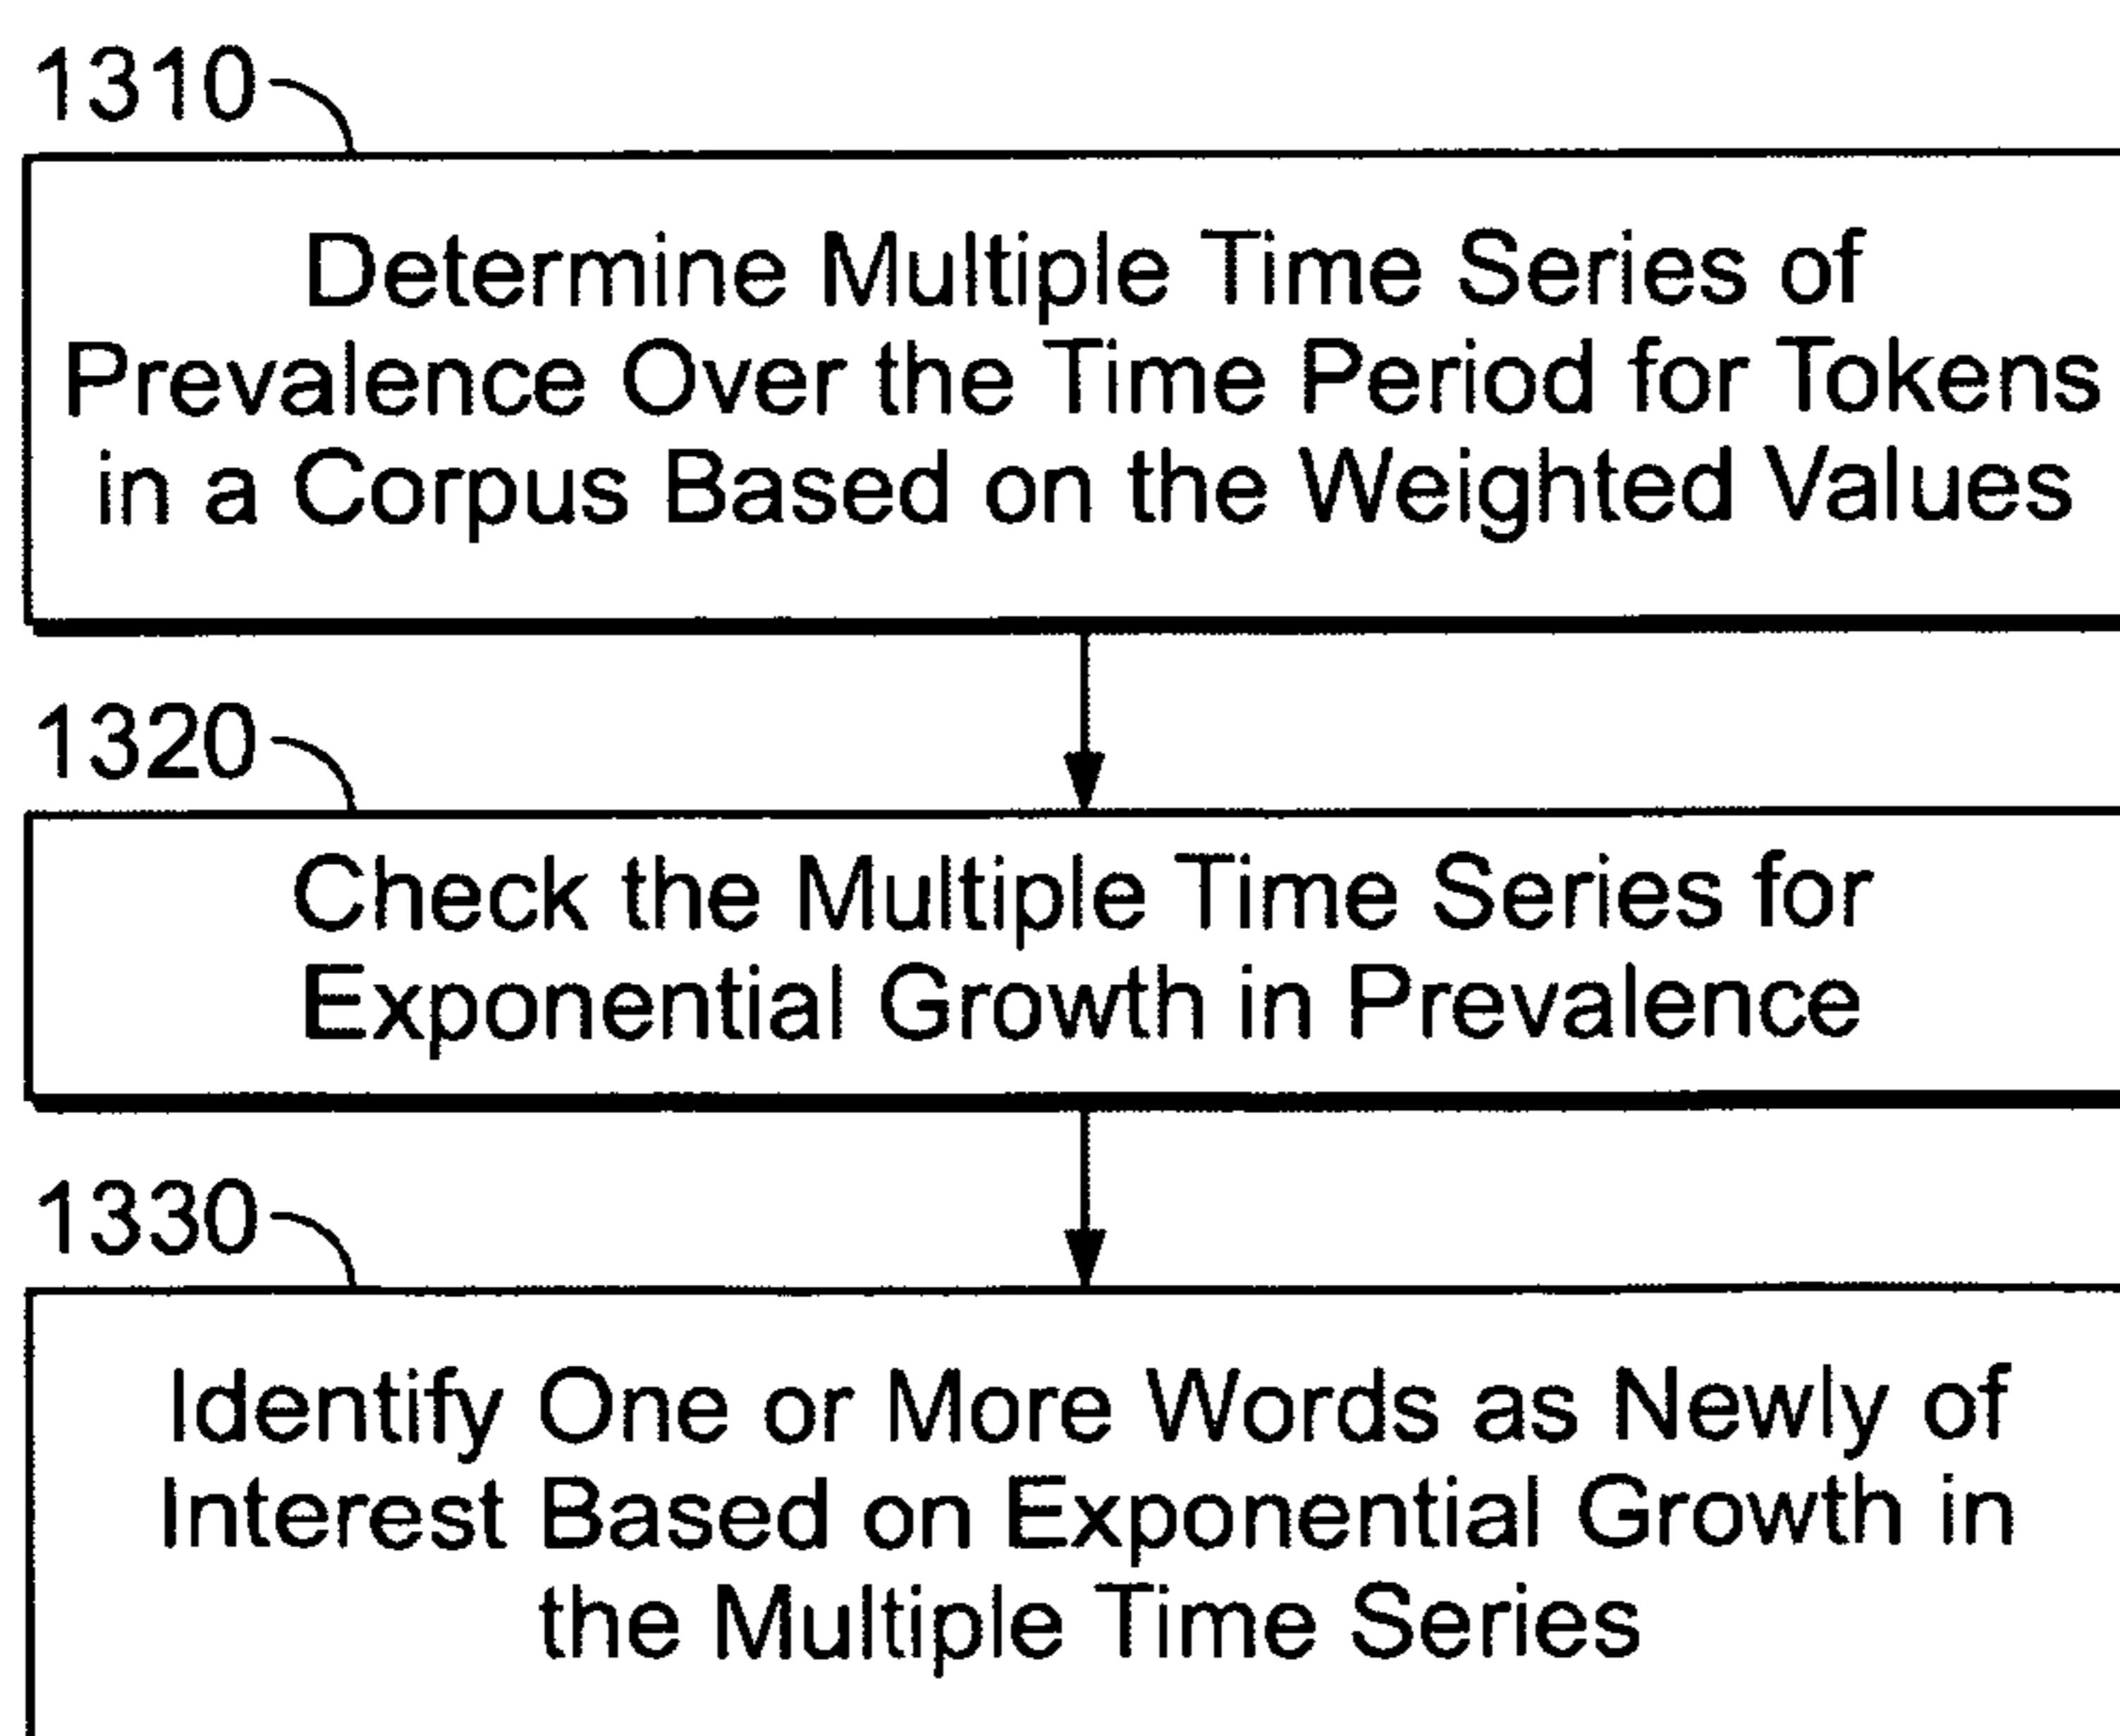 1310
Determine Multiple Time Series of
Prevalence Over the Time Period for Tokens
in a Corpus Based on the Weighted Values
1320
Check the Multiple Time Series for
Exponential Growth in Prevalence
1330
Identify One or More Words as Newly of
Interest Based on Exponential Growth in
the Multiple Time Series